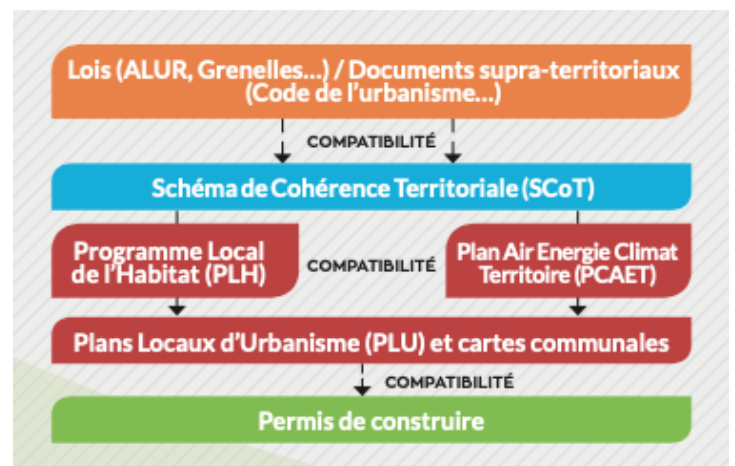 Lois (ALUR, Grenelles...) / Documents supra-territoriaux
(Code de l'urbanisme...)
COMPATIBILITÉ
Schéma de Cohérence Territoriale (SCoT)
Programme Local
de l'Habitat (PLH)
COMPATIBILITÉ
Plan Air Energie Climat
Territoire (PCAET)
Plans Locaux d'Urbanisme (PLU) et cartes communales
COMPATIBILITÉ
Permis de construire